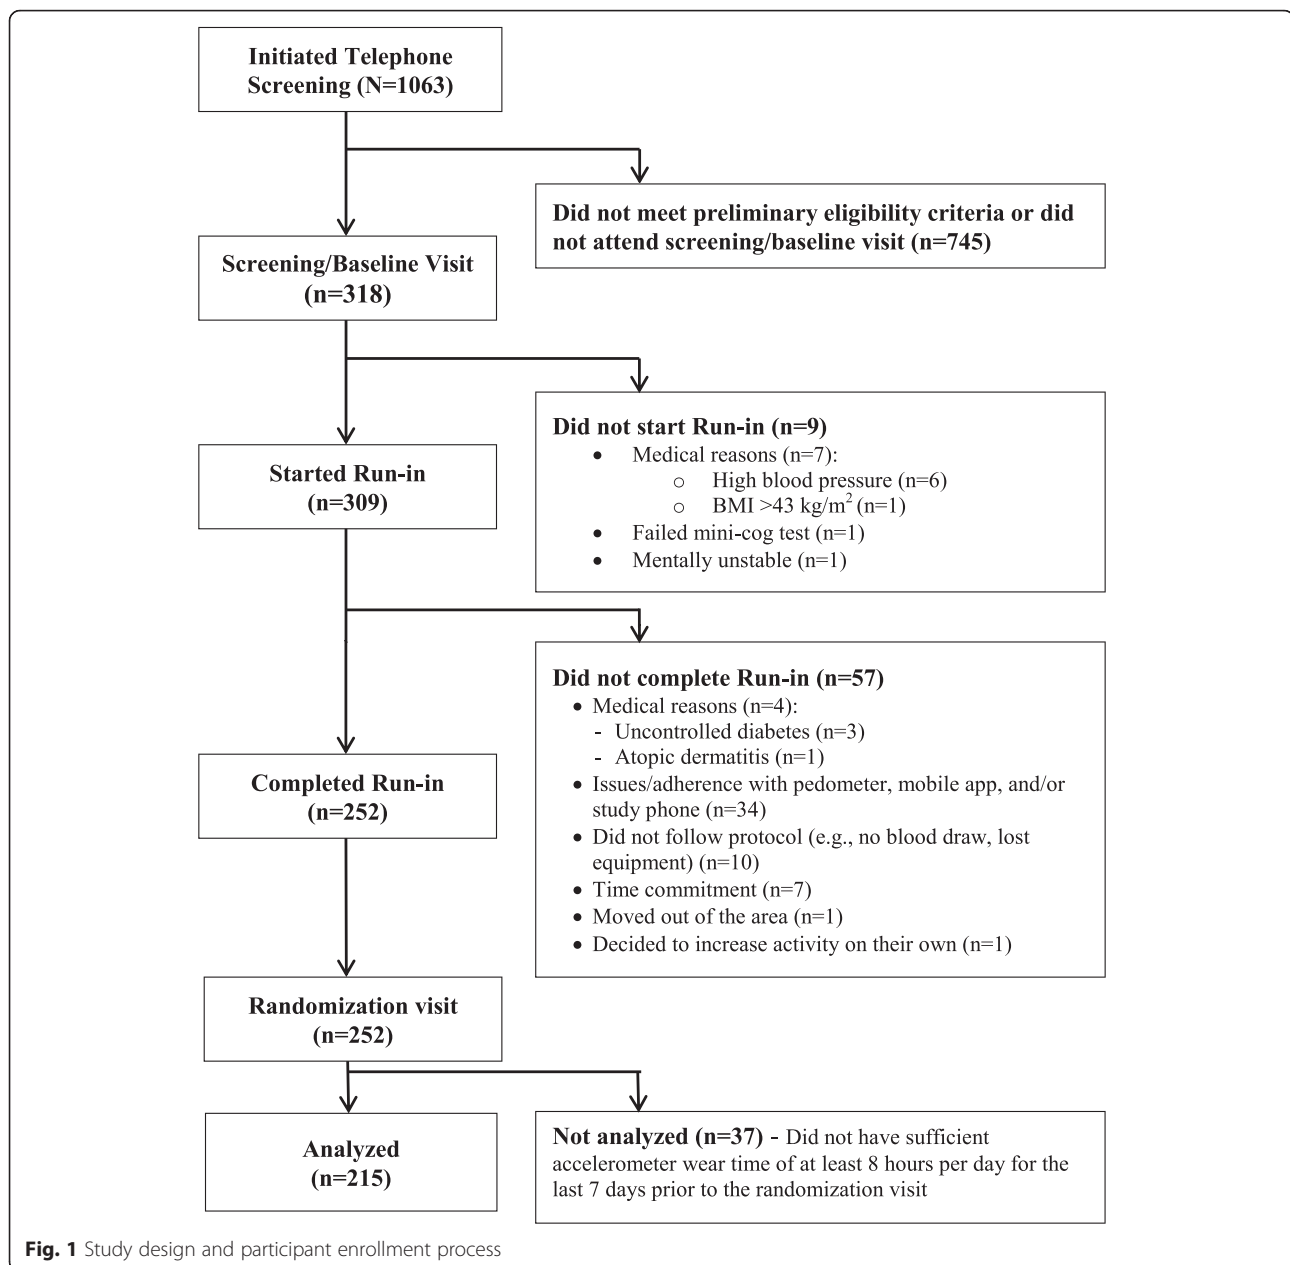 Initiated Telephone
Screening (N=1063)
Did not meet preliminary eligibility criteria or did
not attend screening/baseline visit (n=745)
Screening/Baseline Visit
(n=318)
Did not start Run-in (n=9)
• Medical reasons (n=7):
o High blood pressure (n=6)
o BMI >43 kg/m² (n=1)
• Failed mini-cog test (n=1)
• Mentally unstable (n=1)
Started Run-in
(n=309)
Did not complete Run-in (n=57)
• Medical reasons (n=4):
- Uncontrolled diabetes (n=3)
- Atopic dermatitis (n=1)
• Issues/adherence with pedometer, mobile app, and/or
study phone (n=34)
• Did not follow protocol (e.g., no blood draw, lost
equipment) (n=10)
• Time commitment (n=7)
• Moved out of the area (n=1)
• Decided to increase activity on their own (n=1)
Completed Run-in
(n=252)
Randomization visit
(n=252)
Analyzed
(n=215)
Not analyzed (n=37) - Did not have sufficient
accelerometer wear time of at least 8 hours per day for the
last 7 days prior to the randomization visit
Fig. 1 Study design and participant enrollment process